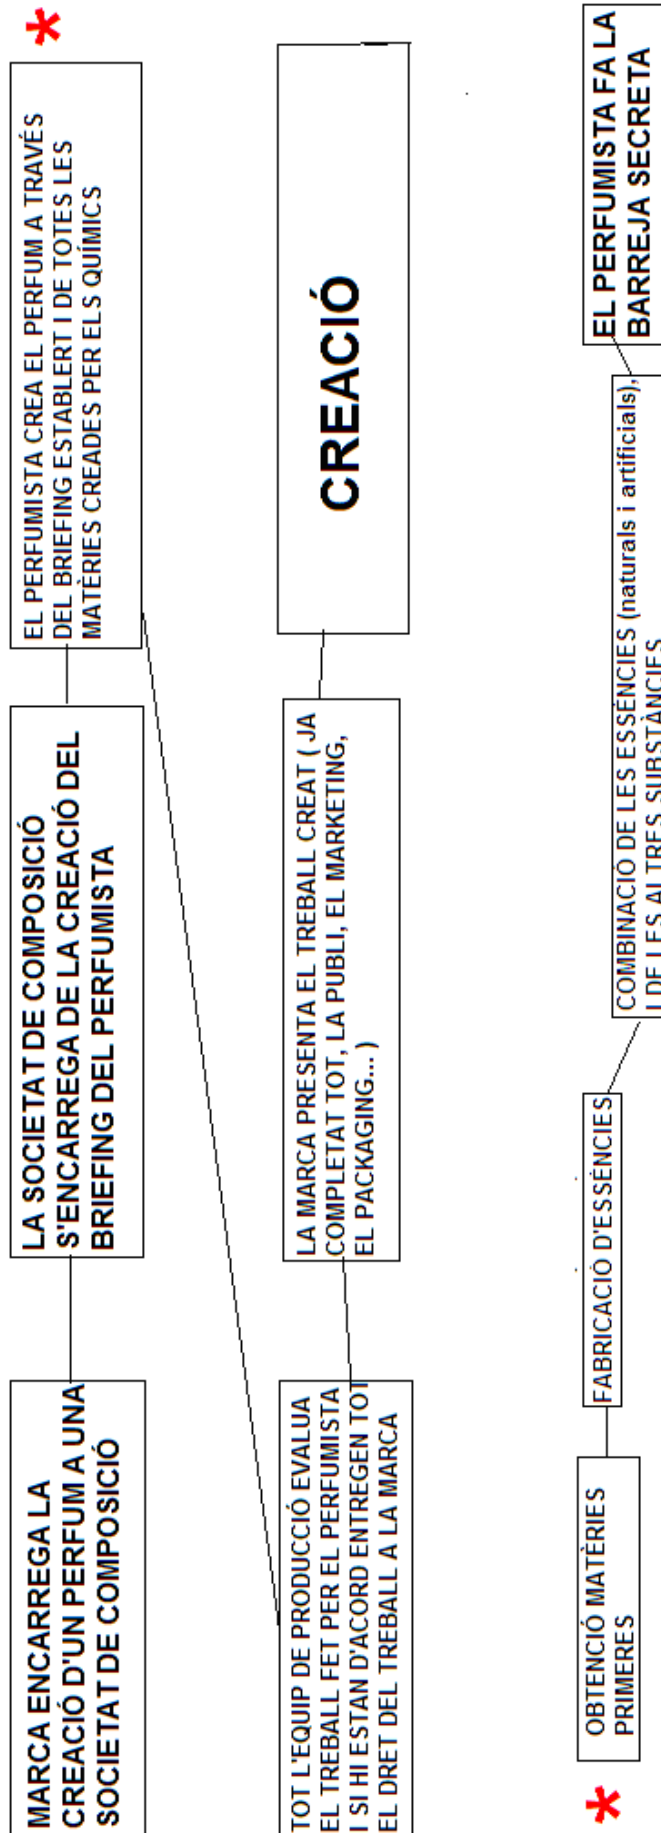 MARCA ENCARREGA LA
CREACIÓ D'UN PERFUM A UNA
SOCIETAT DE COMPOSICIÓ
LA SOCIETAT DE COMPOSICIÓ
S'ENCARREGA DE LA CREACIÓ DEL
BRIEFING DEL PERFUMISTA
EL PERFUMISTA CREA EL PERFUM A TRAVÉS
DEL BRIEFING ESTABLERT I DE TOTES LES
MATÈRIES CREADES PER ELS QUÍMICS
*
TOT L'EQUIP DE PRODUCCIÓ EVALUA
EL TREBALL FET PER EL PERFUMISTA
I SI HI ESTAN D'ACORD ENTREGEN TOT
EL DRET DEL TREBALL A LA MARCA
LA MARCA PRESENTA EL TREBALL CREAT ( JA
COMPLETAT TOT, LA PUBLI, EL MARKETING,
EL PACKAGING... )
CREACIÓ
*
OBTENCIÓ MATÈRIES
PRIMERES
FABRICACIÓ D'ESSÈNCIES
COMBINACIÓ DE LES ESSÈNCIES (naturals i artificials),
I DE LES ALTRES SUBSTÀNCIES
EL PERFUMISTA FA LA
BARREJA SECRETA